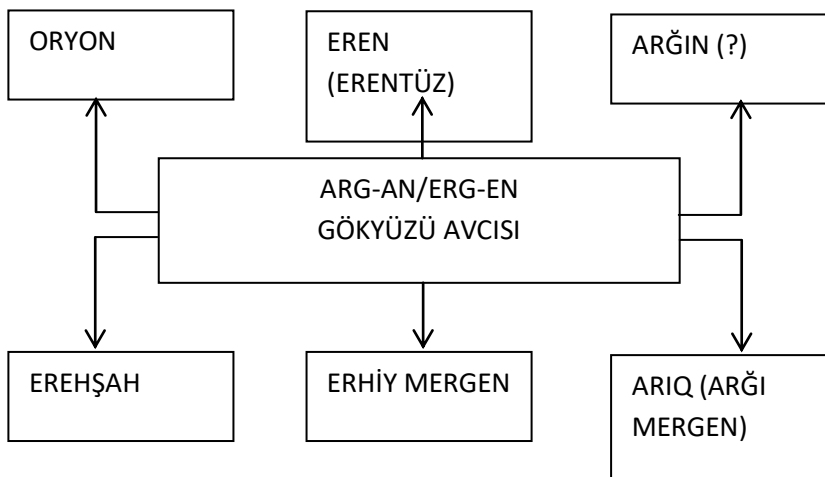 ORYON
EREN
(ERENTÜZ)
ARĞIN (?)
ARG-AN/ERG-EN
GÖKYÜZÜ AVCISI
EREHŞAH
ERHİY MERGEN
ARIQ (ARĞI
MERGEN)